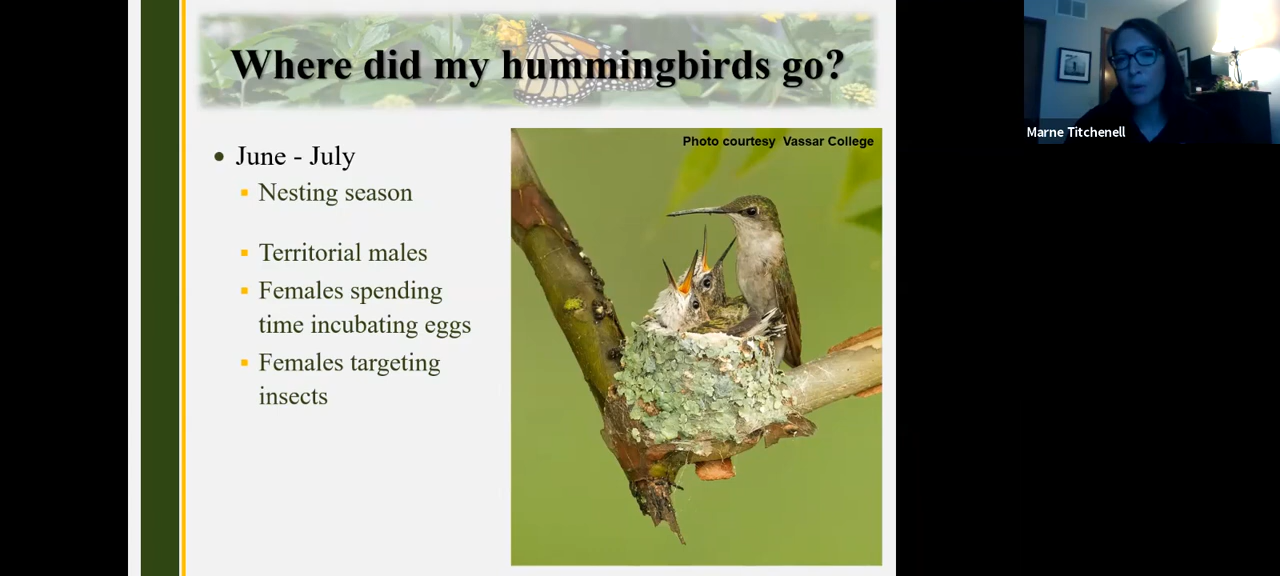 Where did my hummingbirds go?
June - July
Nesting season
Territorial males
Females spending
time incubating eggs
Females targeting
insects
Photo courtesy  Vassar College
Marne Titchenell